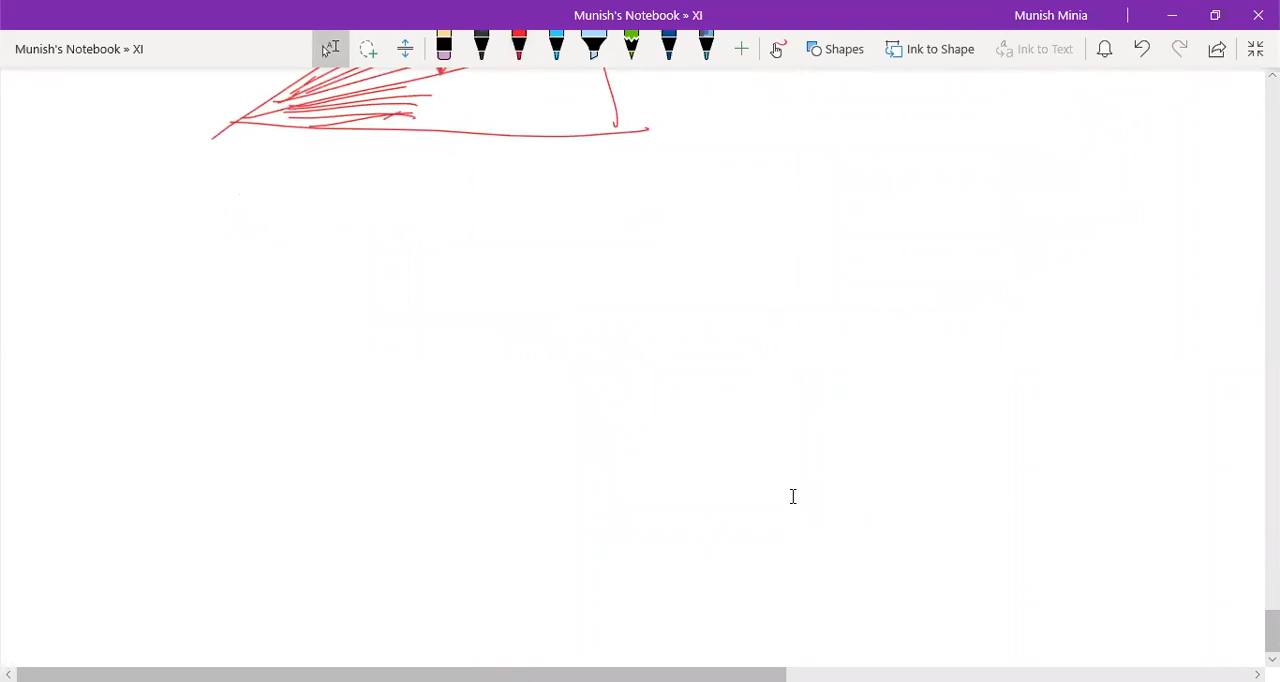 Munish's Notebook » XI
Munish Minia
Munish's Notebook » XI
Shapes
Ink to Shape
Ink to Text